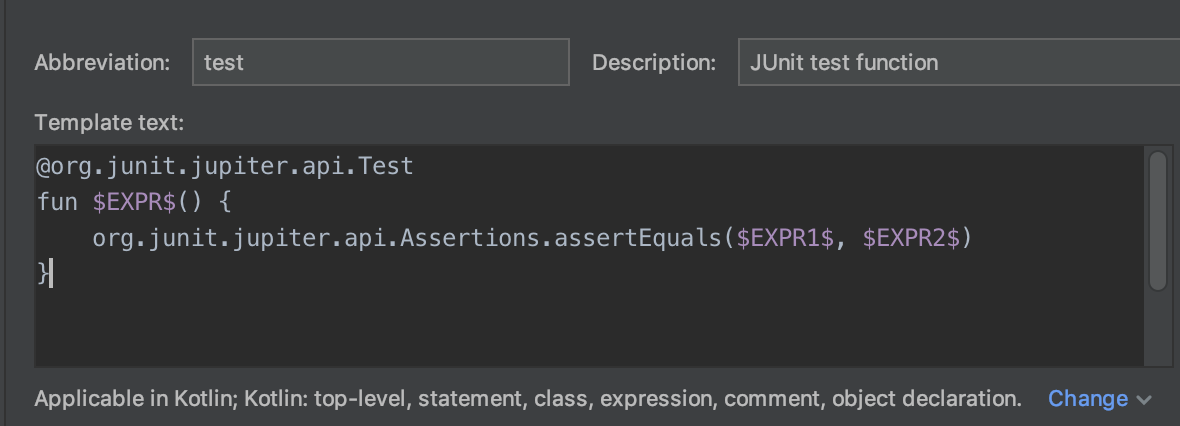 Abbreviation: test Description: JUnit test function
Template text:
@org.junit.jupiter.api.Test
fun $EXPR$() {
    org.junit.jupiter.api.Assertions.assertEquals($EXPR1$, $EXPR2$)
}
Applicable in Kotlin; Kotlin: top-level, statement, class, expression, comment, object declaration. Change